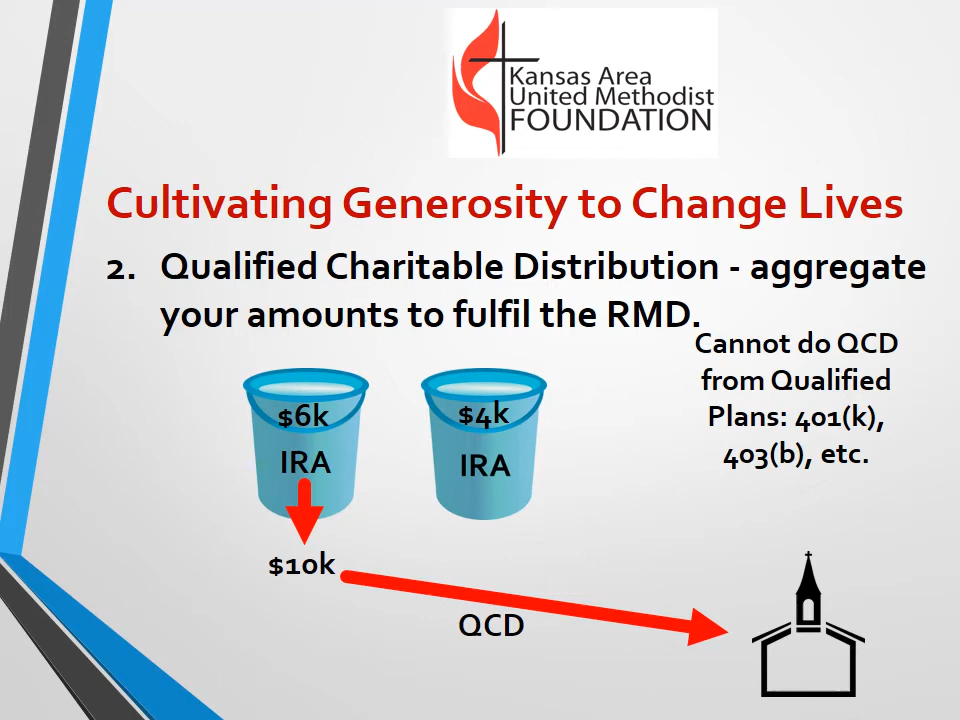 Kansas Area
United Methodist
FOUNDATION
Cultivating Generosity to Change Lives
2. Qualified Charitable Distribution - aggregate
your amounts to fulfil the RMD.
Cannot do QCD
from Qualified
Plans: 401(k),
403(b), etc.
$6k
IRA
$4k
IRA
$10k
QCD